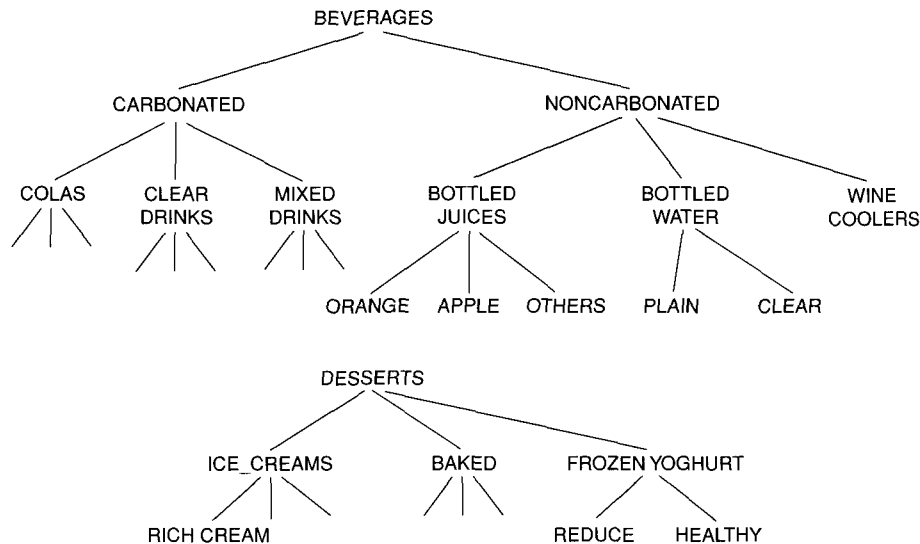 BEVERAGES
CARBONATED NONCARBONATED
COLAS CLEAR MIXED BOTTLED BOTTLED WINE
DRINKS DRINKS JUICES WATER COOLERS
ORANGE APPLE OTHERS PLAIN CLEAR
DESSERTS
ICE_CREAMS BAKED FROZEN YOGHURT
RICH CREAM REDUCE HEALTHY